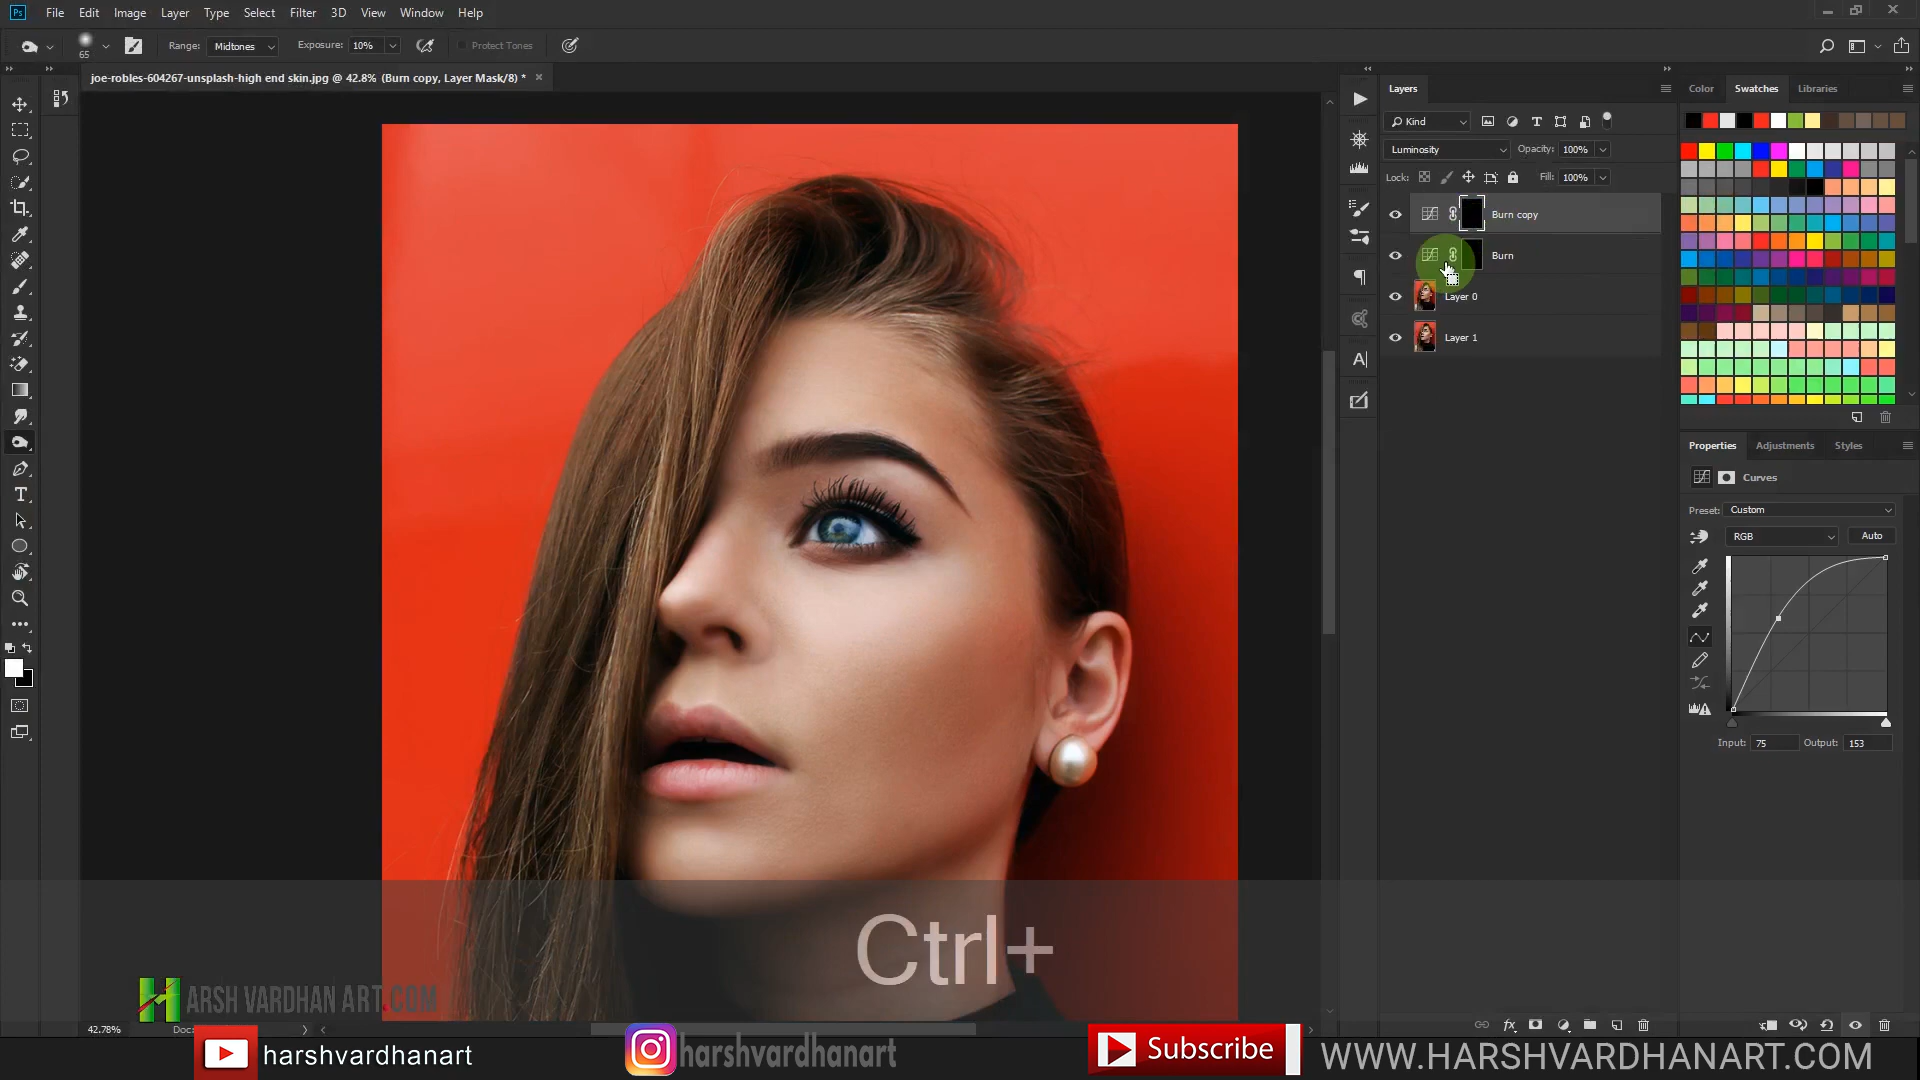 Ps File Edit Image Layer Type Select Filter 3D View Window Help
65 Range: Midtones Exposure: 10% Protect Tones
joe-robles-604267-unsplash-high end skin.jpg @ 42.8% (Burn copy, Layer Mask/8) * ×
Layers
Color Swatches Libraries
Kind
Luminosity Opacity: 100%
Lock: Fill: 100%
Burn copy
Burn
Layer 0
Layer 1
Properties Adjustments Styles
Curves
Preset: Custom
RGB Auto
Input: 75 Output: 153
Ctrl+
HARSH VARDHAN ART.COM
42.78% Doc:
harshvardhanart
harshvardhanart
Subscribe
WWW.HARSHVARDHANART.COM